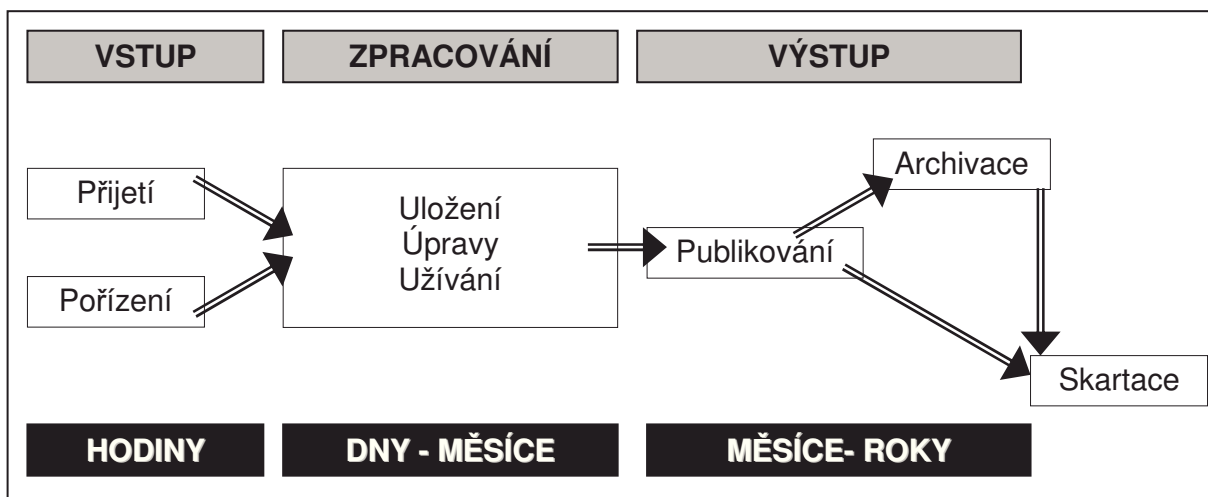 VSTUP
ZPRACOVÁNÍ
VÝSTUP
Přijetí
Pořízení
Uložení
Úpravy
Užívání
Publikování
Archivace
Skartace
HODINY
DNY - MĚSÍCE
MĚSÍCE- ROKY